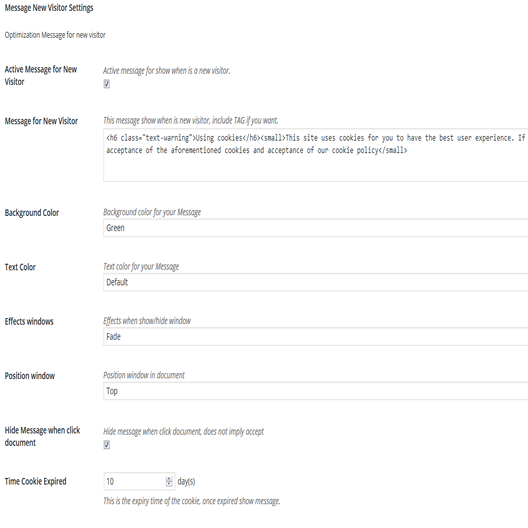 Message New Visitor Settings
Optimization Message for new visitor
Active Message for New
Visitor
Active message for show when is a new visitor.
Message for New Visitor
This message show when is new visitor, include TAG if you want.
<h6 class="text-warning">Using cookies</h6><small>This site uses cookies for you to have the best user experience. If
acceptance of the aforementioned cookies and acceptance of our cookie policy</small>
Background Color
Background color for your Message
Green
Text Color
Text color for your Message
Default
Effects windows
Effects when show/hide window
Fade
Position window
Position window in document
Top
Hide Message when click
document
Hide message when click document, does not imply accept
Time Cookie Expired
10 day(s)
This is the expiry time of the cookie, once expired show message.